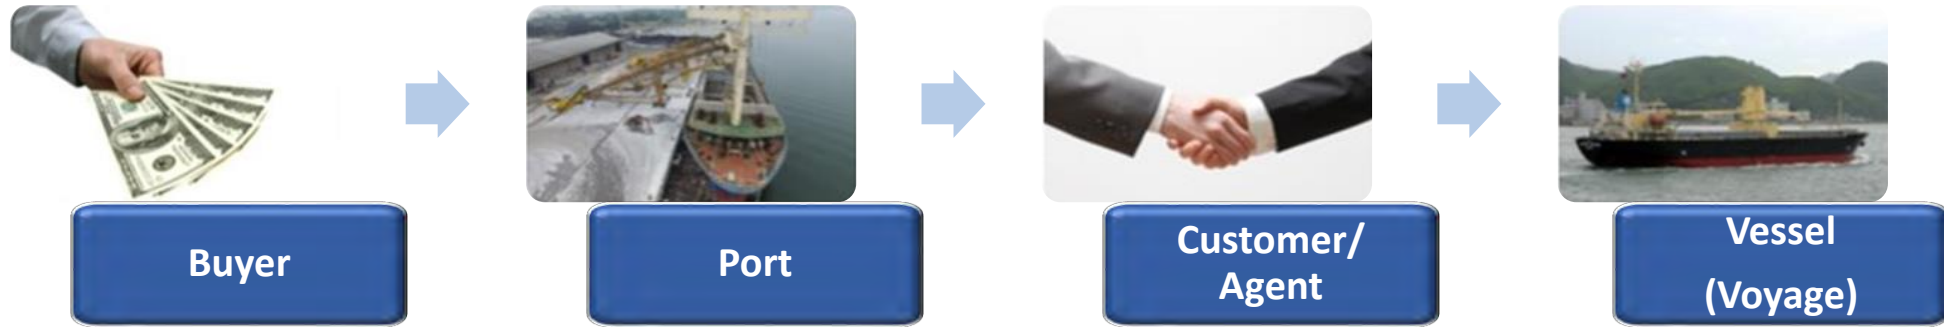 Buyer
Port
Customer/
Agent
Vessel
(Voyage)